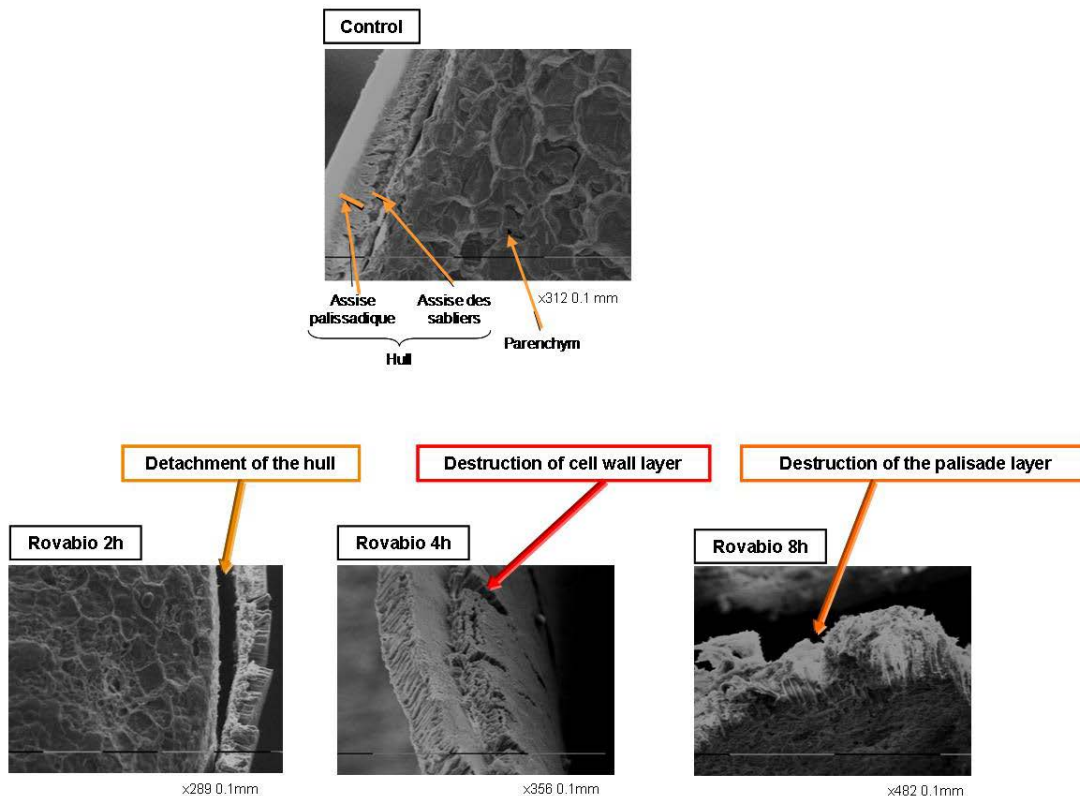 Control
x312 0.1 mm
Assise
palissadique
Assise des
sabliers
Parenchym
Hull
Detachment of the hull
Destruction of cell wall layer
Destruction of the palisade layer
Rovabio 2h
Rovabio 4h
Rovabio 8h
x289 0.1mm
x356 0.1mm
x482 0.1mm